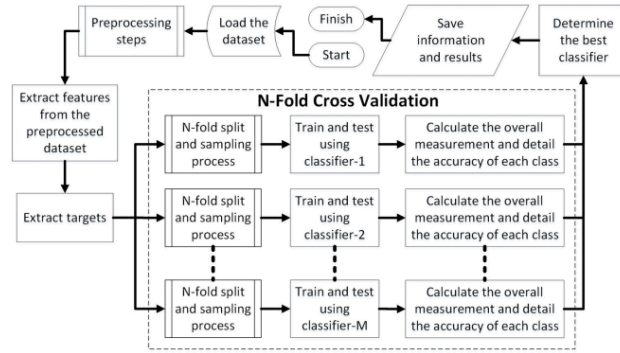 Start
Load the
dataset
Preprocessing
steps
Extract features
from the
preprocessed
dataset
Extract targets
N-Fold Cross Validation
N-fold split
and sampling
process
Train and test
using
classifier-1
Calculate the overall
measurement and detail
the accuracy of each class
N-fold split
and sampling
process
Train and test
using
classifier-2
Calculate the overall
measurement and detail
the accuracy of each class
N-fold split
and sampling
process
Train and test
using
classifier-M
Calculate the overall
measurement and detail
the accuracy of each class
Determine
the best
classifier
Save
information
and results
Finish